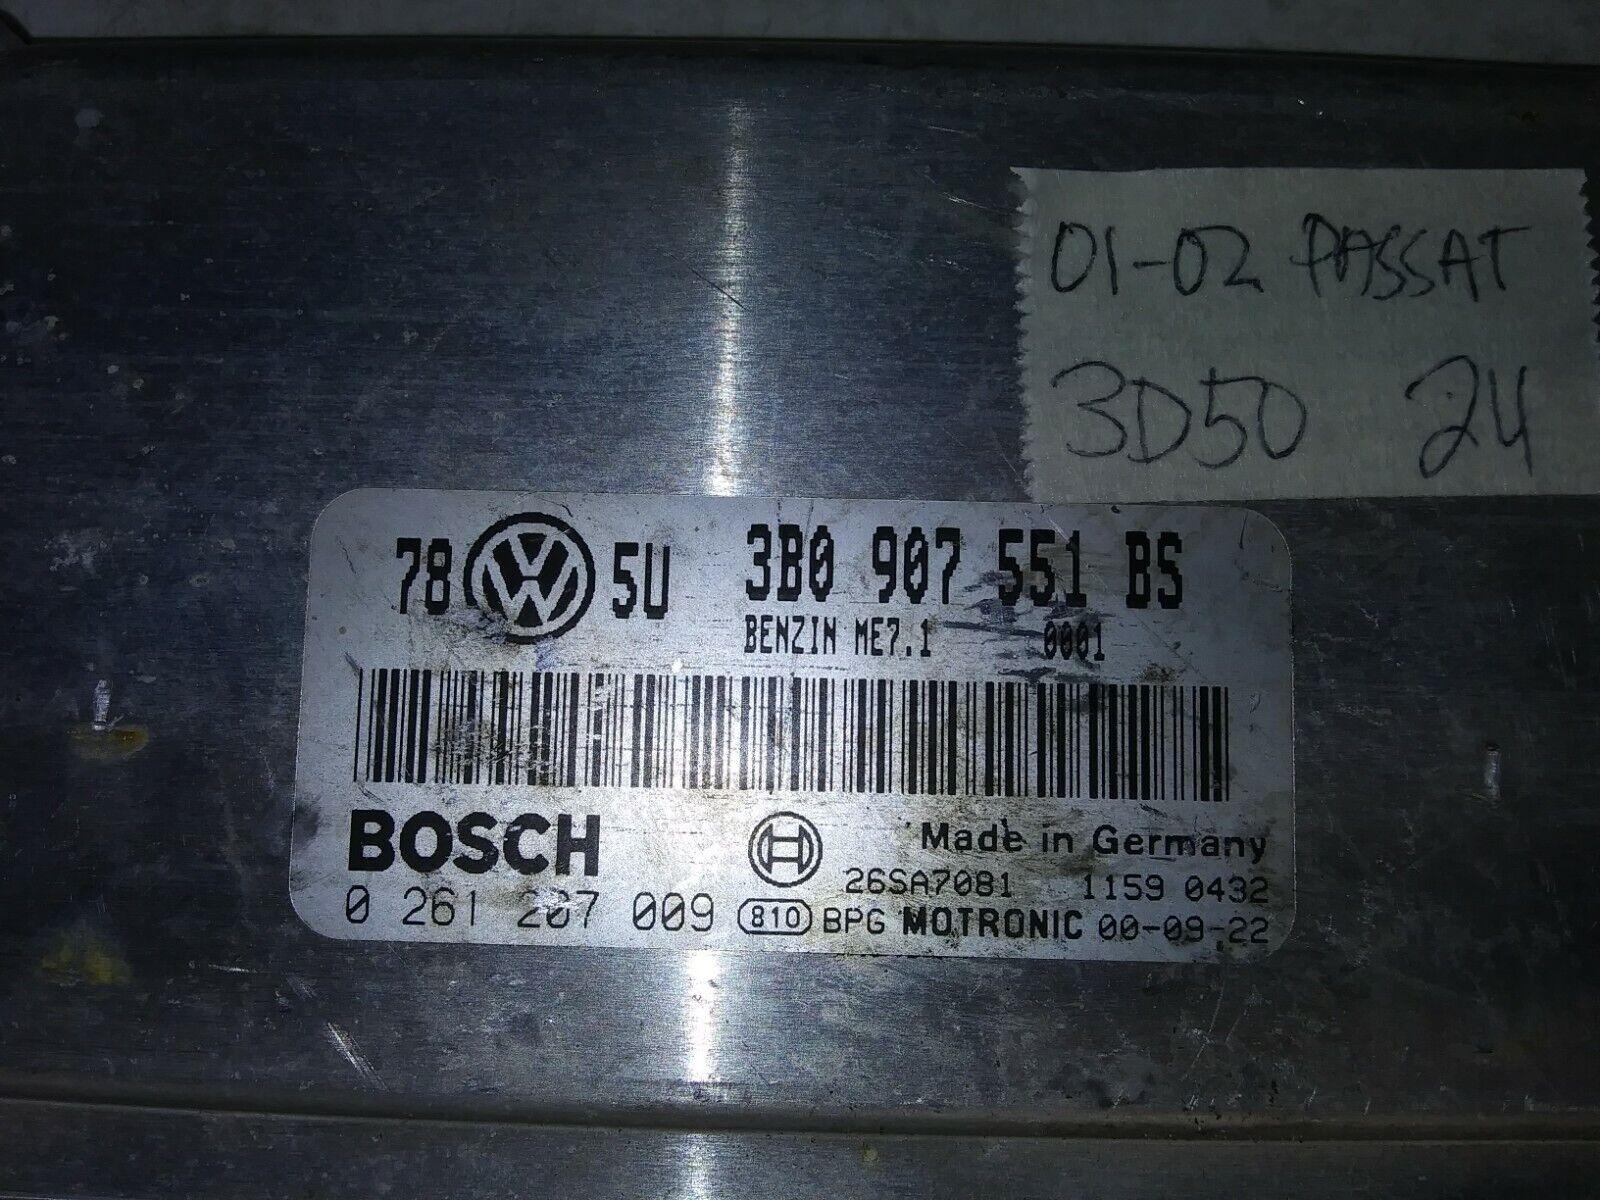 01-02 PASSAT
3D50 24
78 VW 5U 3B0 907 551 BS
BENZIN ME7.1 0001
BOSCH Made in Germany
26SA7081 1159 0432
0 261 207 009 810 BPG MOTRONIC 00-09-22